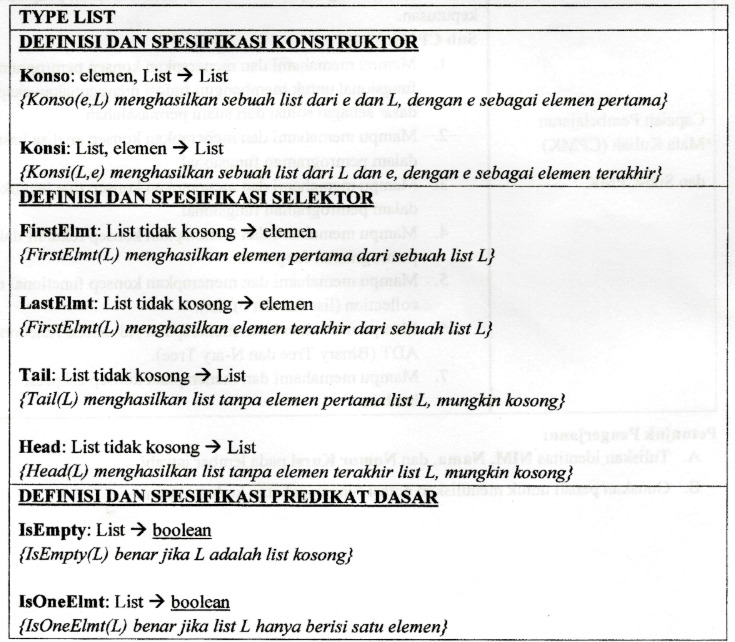 TYPE LIST
DEFINISI DAN SPESIFIKASI KONSTRUKTOR
Konso: elemen, List → List
{Konso(e,L) menghasilkan sebuah list dari e dan L, dengan e sebagai elemen pertama}
Konsi: List, elemen → List
{Konsi(L,e) menghasilkan sebuah list dari L dan e, dengan e sebagai elemen terakhir}
DEFINISI DAN SPESIFIKASI SELEKTOR
FirstElmt: List tidak kosong → elemen
{FirstElmt(L) menghasilkan elemen pertama dari sebuah list L}
LastElmt: List tidak kosong → elemen
{FirstElmt(L) menghasilkan elemen terakhir dari sebuah list L}
Tail: List tidak kosong → List
{Tail(L) menghasilkan list tanpa elemen pertama list L, mungkin kosong}
Head: List tidak kosong → List
{Head(L) menghasilkan list tanpa elemen terakhir list L, mungkin kosong}
DEFINISI DAN SPESIFIKASI PREDIKAT DASAR
IsEmpty: List → boolean
{IsEmpty(L) benar jika L adalah list kosong}
IsOneElmt: List → boolean
{IsOneElmt(L) benar jika list L hanya berisi satu elemen}